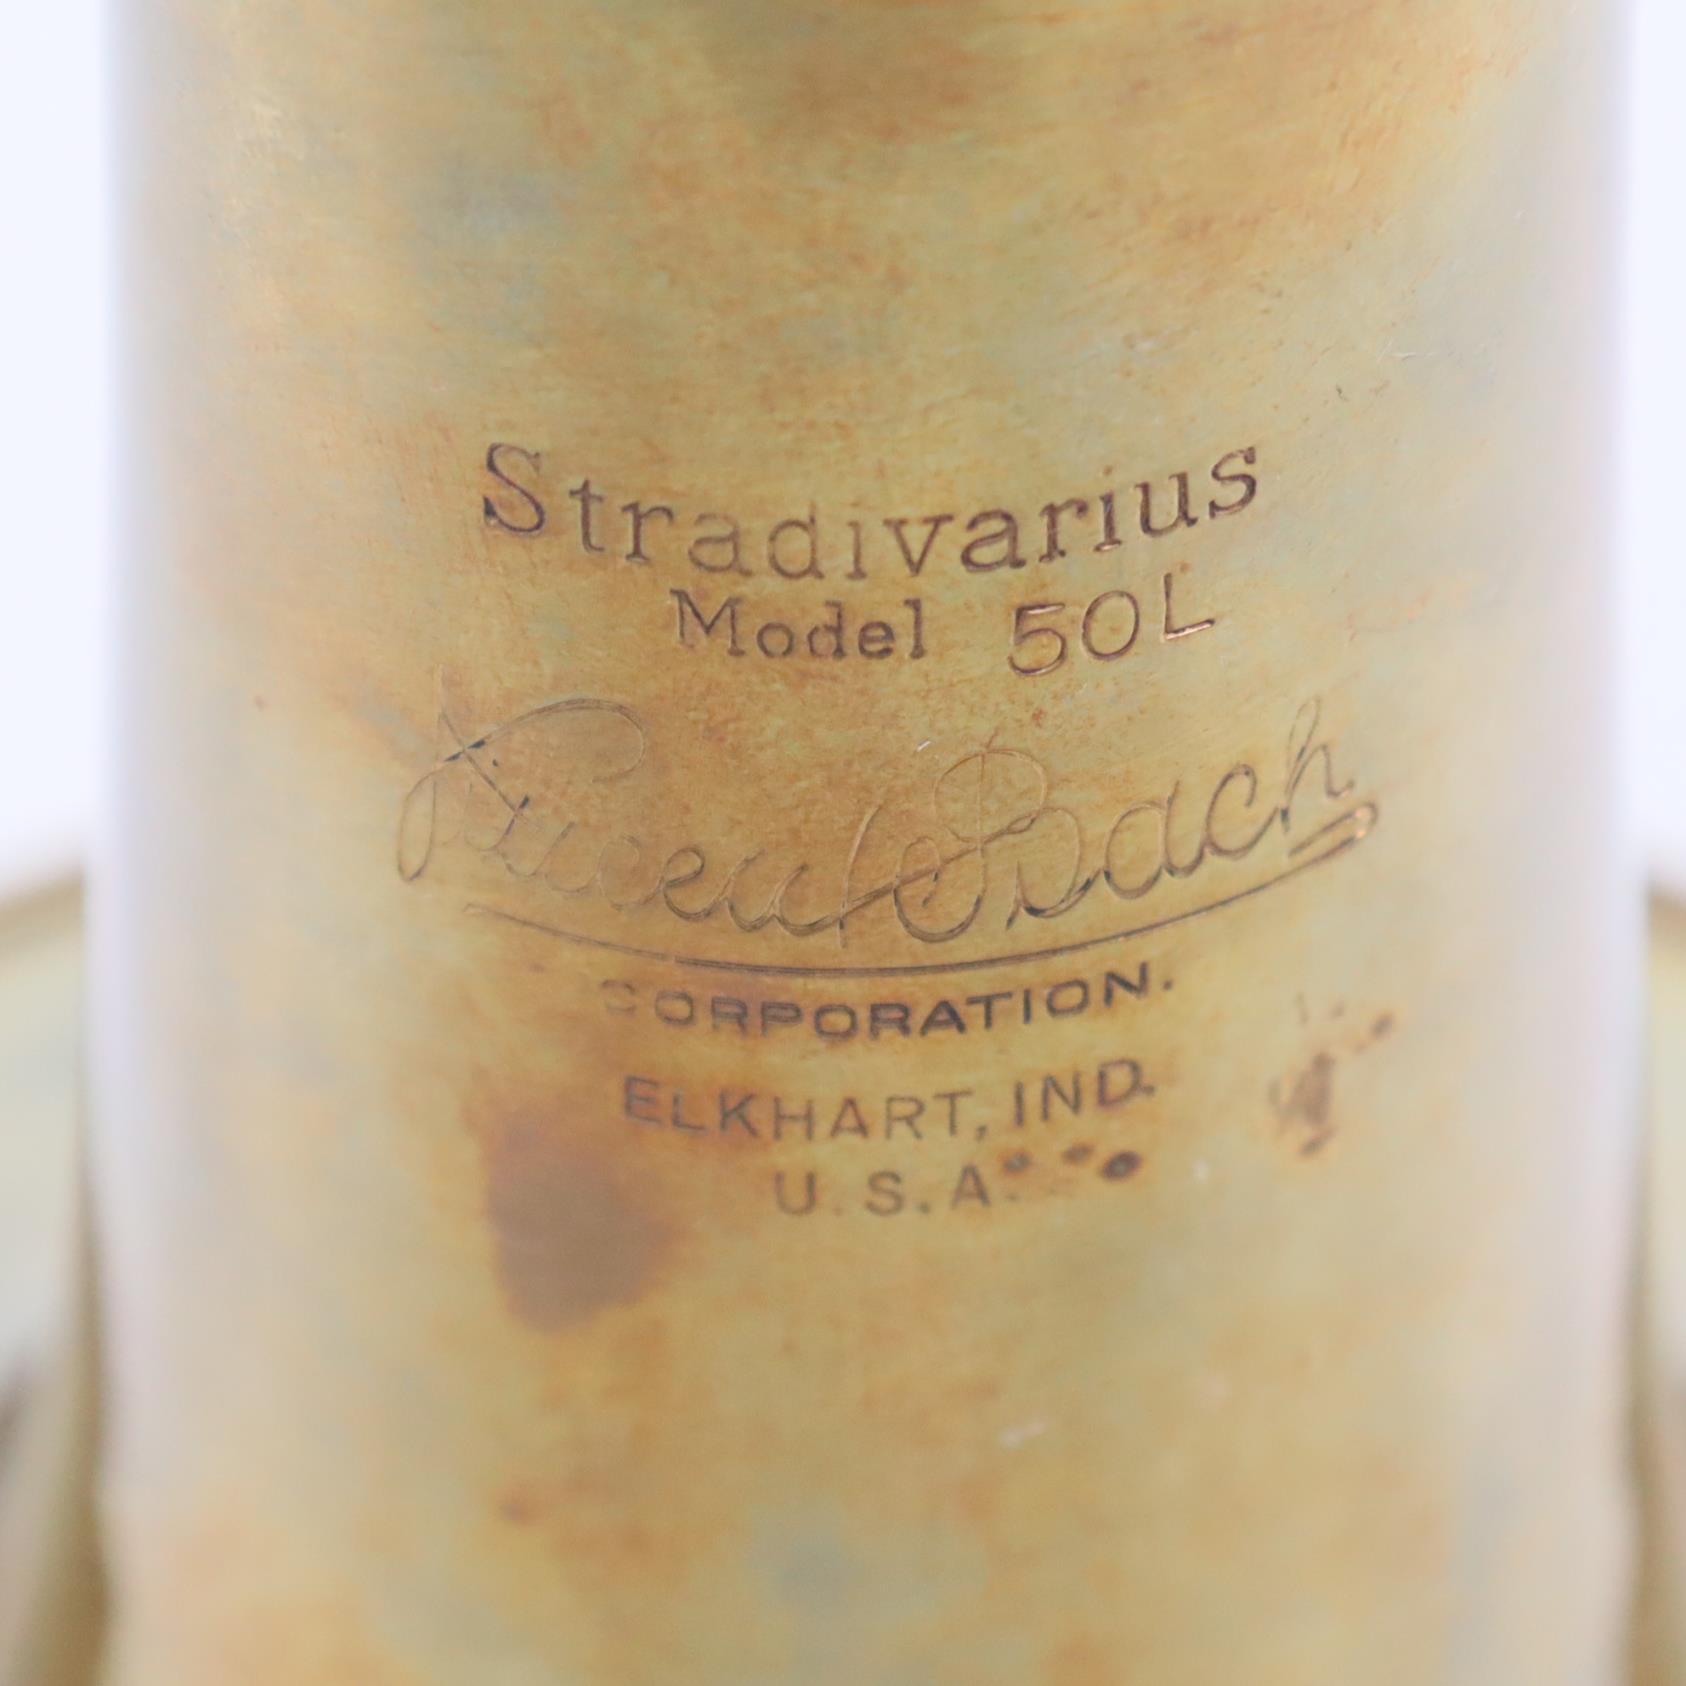 Stradivarius
Model 50L
Vincent Bach
CORPORATION.
ELKHART, IND.
U.S.A.